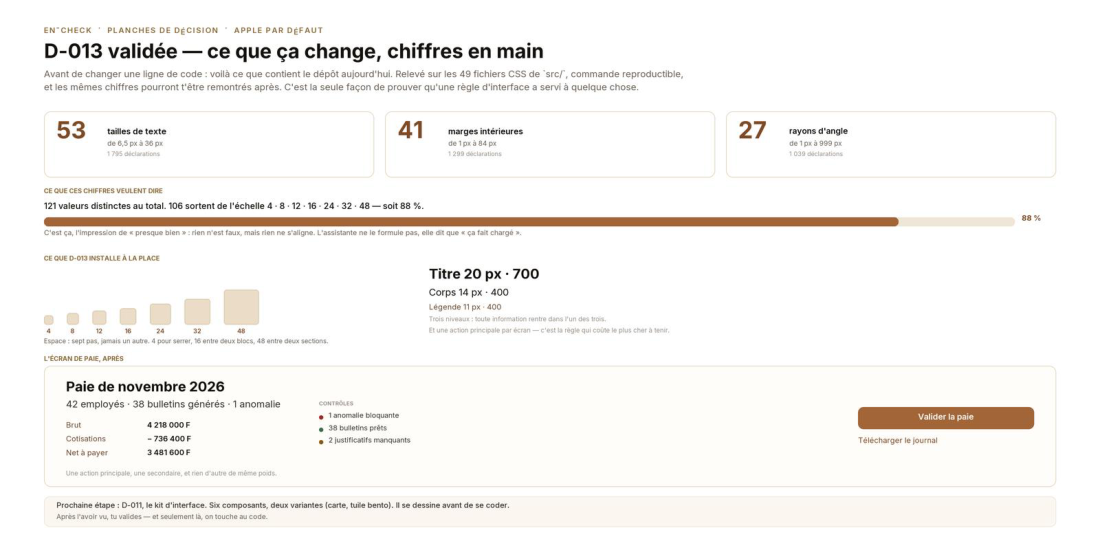 EN˜CHECK ˙ PLANCHES DE DÉCISION ˙ APPLE PAR DÉFAUT
D-013 validée — ce que ça change, chiffres en main
Avant de changer une ligne de code : voilà ce que contient le dépôt aujourd'hui. Relevé sur les 49 fichiers CSS de `src/`, commande reproductible,
et les mêmes chiffres pourront t'être remontrés après. C'est la seule façon de prouver qu'une règle d'interface a servi à quelque chose.
53
tailles de texte
de 6,5 px à 36 px
1 795 déclarations
41
marges intérieures
de 1 px à 84 px
1 289 déclarations
27
rayons d'angle
de 1 px à 999 px
1 039 déclarations
CE QUE CES CHIFFRES VEULENT DIRE
121 valeurs distinctes au total. 106 sortent de l'échelle 4 · 8 · 12 · 16 · 24 · 32 · 48 — soit 88 %.
88 %
C'est ça, l'impression de « presque bien » : rien n'est faux, mais rien ne s'aligne. L'assistante ne le formule pas, elle dit que « ça fait chargé ».
CE QUE D-013 INSTALLE À LA PLACE
4 8 12 16 24 32 48
Espace : sept pas, jamais un autre. 4 pour serrer, 16 entre deux blocs, 48 entre deux sections.
Titre 20 px · 700
Corps 14 px · 400
Légende 11 px · 400
Trois niveaux : toute information rentre dans l'un des trois.
Et une action principale par écran — c'est la règle qui coûte le plus cher à tenir.
L'ÉCRAN DE PAIE, APRÈS
Paie de novembre 2026
42 employés · 38 bulletins générés · 1 anomalie
Brut 4 218 000 F
Cotisations − 736 400 F
Net à payer 3 481 600 F
Une action principale, une secondaire, et rien d'autre de même poids.
CONTRÔLES
1 anomalie bloquante
38 bulletins prêts
2 justificatifs manquants
Valider la paie
Télécharger le journal
Prochaine étape : D-011, le kit d'interface. Six composants, deux variantes (carte, tuile bento). Il se dessine avant de se coder.
Après l'avoir vu, tu valides — et seulement là, on touche au code.